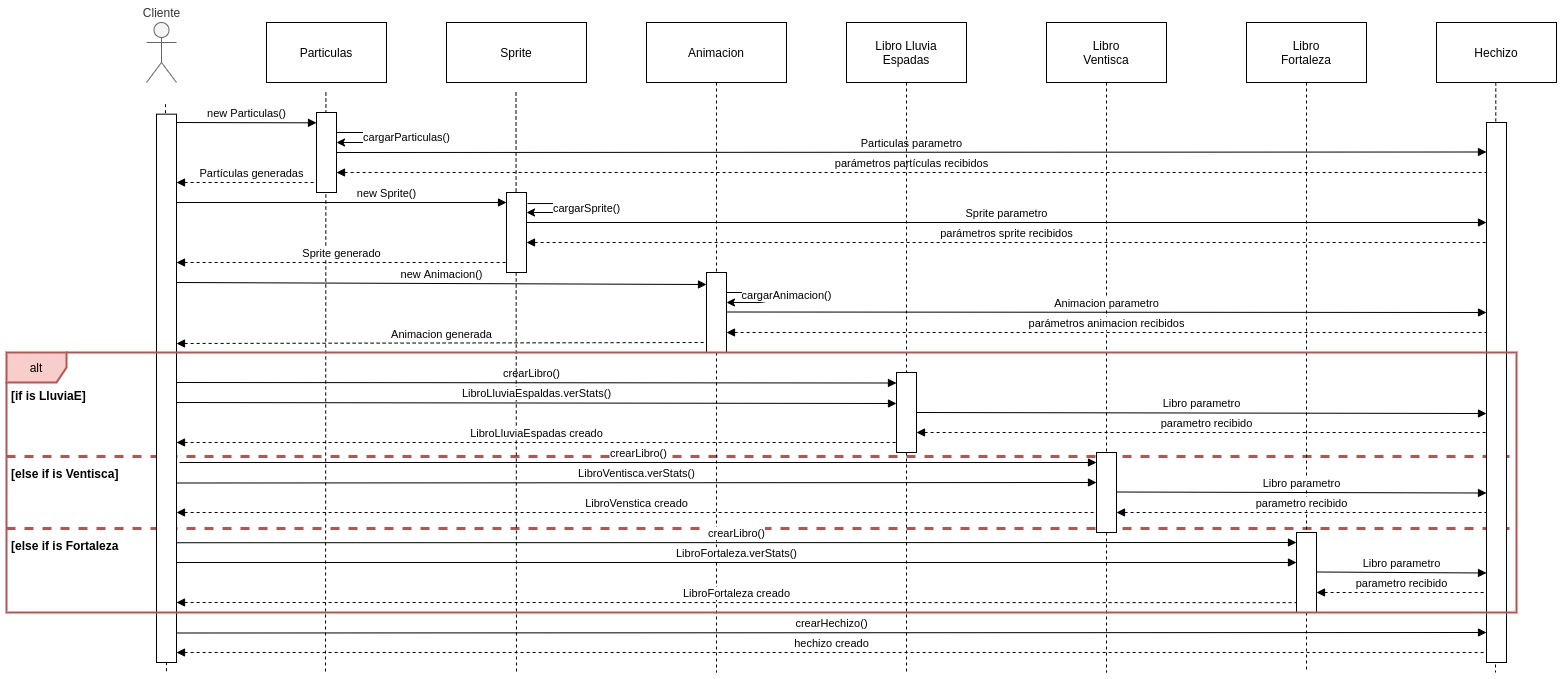 Cliente
Particulas
Sprite
Animacion
Libro Lluvia
Espadas
Libro
Ventisca
Libro
Fortaleza
Hechizo
new Particulas()
cargarParticulas()
Particulas parametro
parámetros partículas recibidos
Partículas generadas
new Sprite()
cargarSprite()
Sprite parametro
parámetros sprite recibidos
Sprite generado
new Animacion()
cargarAnimacion()
Animacion parametro
parámetros animacion recibidos
Animacion generada
alt
[if is LluviaE]
crearLibro()
LibroLluviaEspaldas.verStats()
Libro parametro
parametro recibido
LibroLluviaEspadas creado
[else if is Ventisca]
crearLibro()
LibroVentisca.verStats()
Libro parametro
parametro recibido
LibroVenstica creado
[else if is Fortaleza
crearLibro()
LibroFortaleza.verStats()
Libro parametro
parametro recibido
LibroFortaleza creado
crearHechizo()
hechizo creado